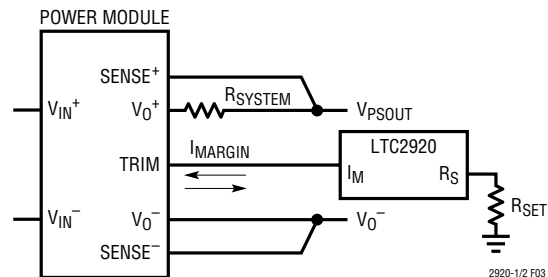 POWER MODULE
SENSE+
VIN+
VO+
RSYSTEM
VPSOUT
TRIM
IMARGIN
LTC2920
IM
RS
RSET
VIN−
VO−
VO−
SENSE−
2920-1/2 F03